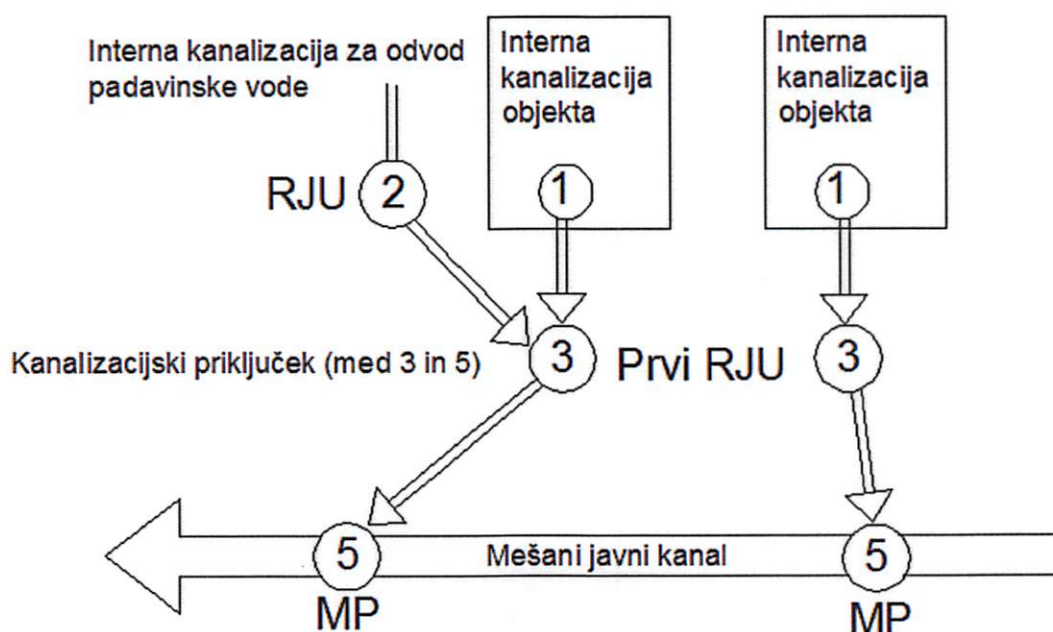 Interna kanalizacija za odvod
padavinske vode
Interna
kanalizacija
objekta
Interna
kanalizacija
objekta
RJU
2
1
1
Kanalizacijski priključek (med 3 in 5)
3
Prvi RJU
3
5
Mešani javni kanal
5
MP
MP